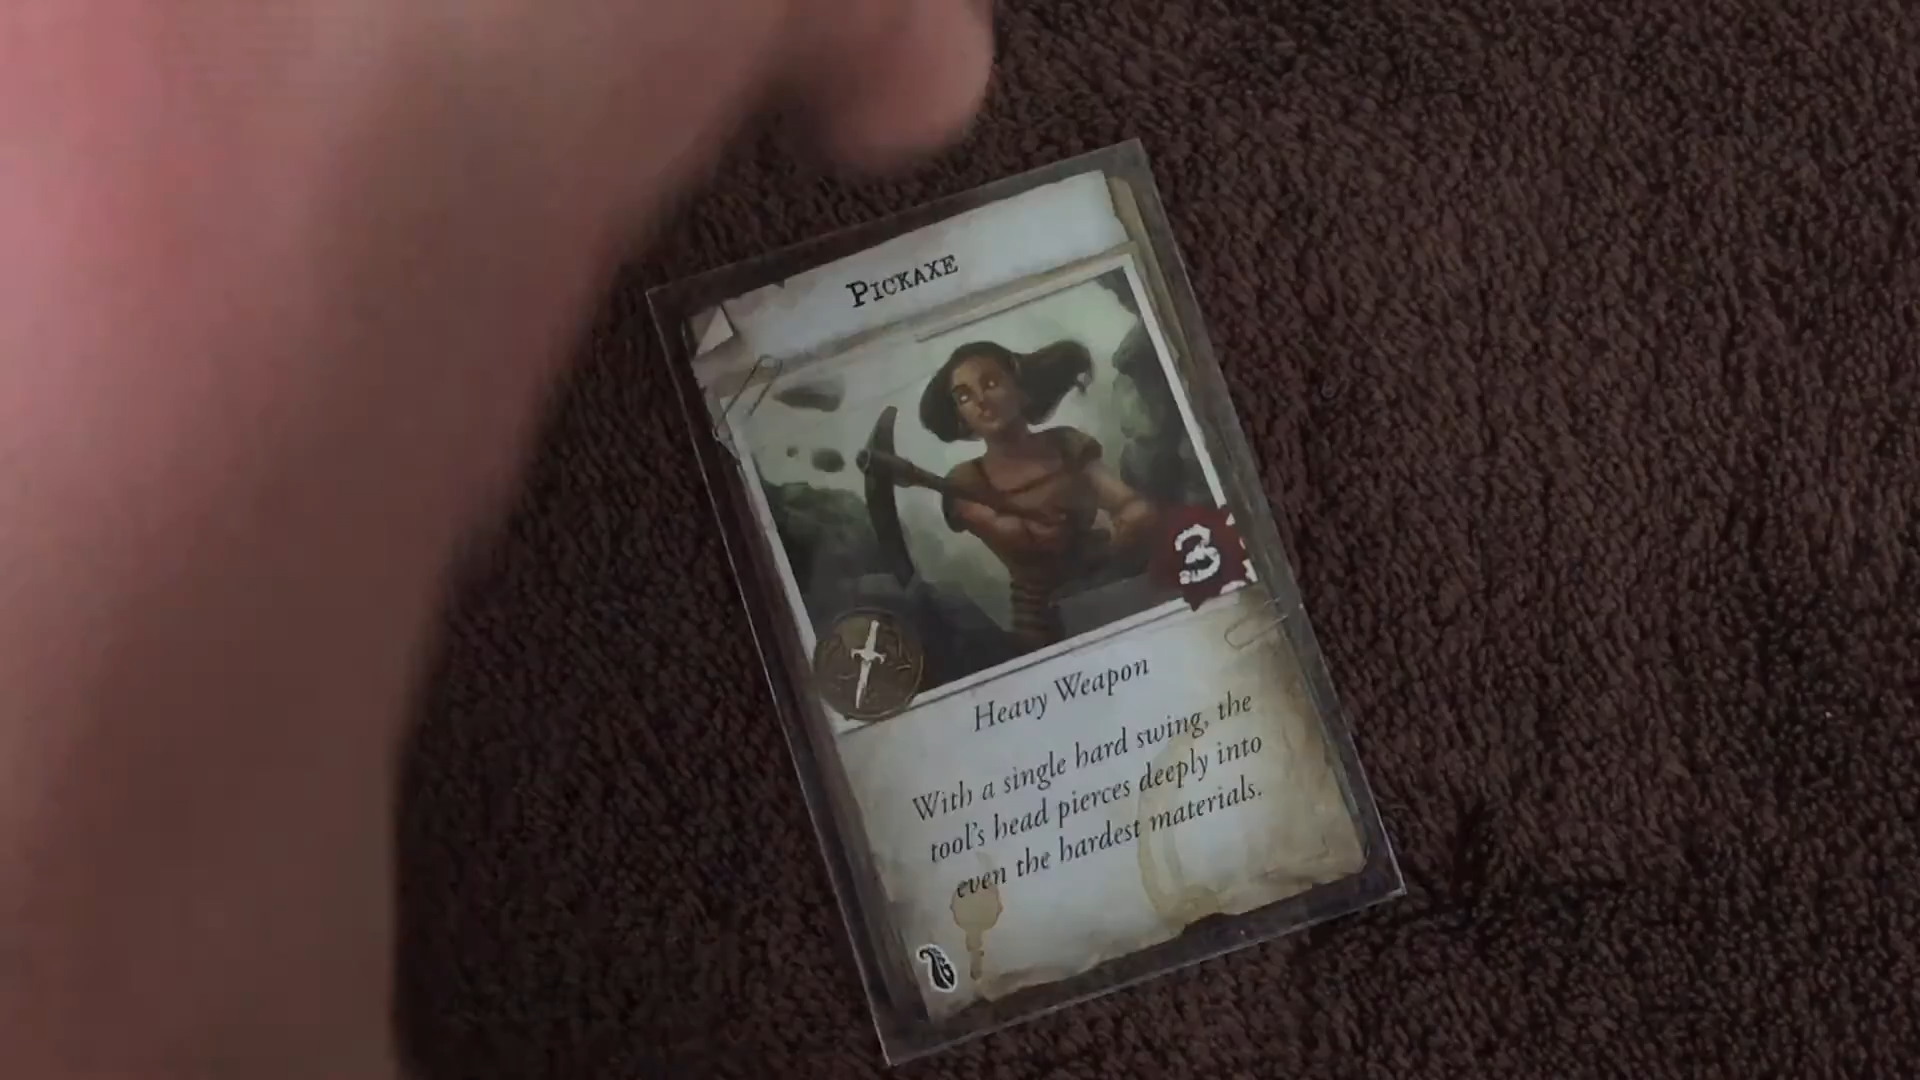 PICKAXE
3
Heavy Weapon
With a single hard swing, the
tool's head pierces deeply into
even the hardest materials.